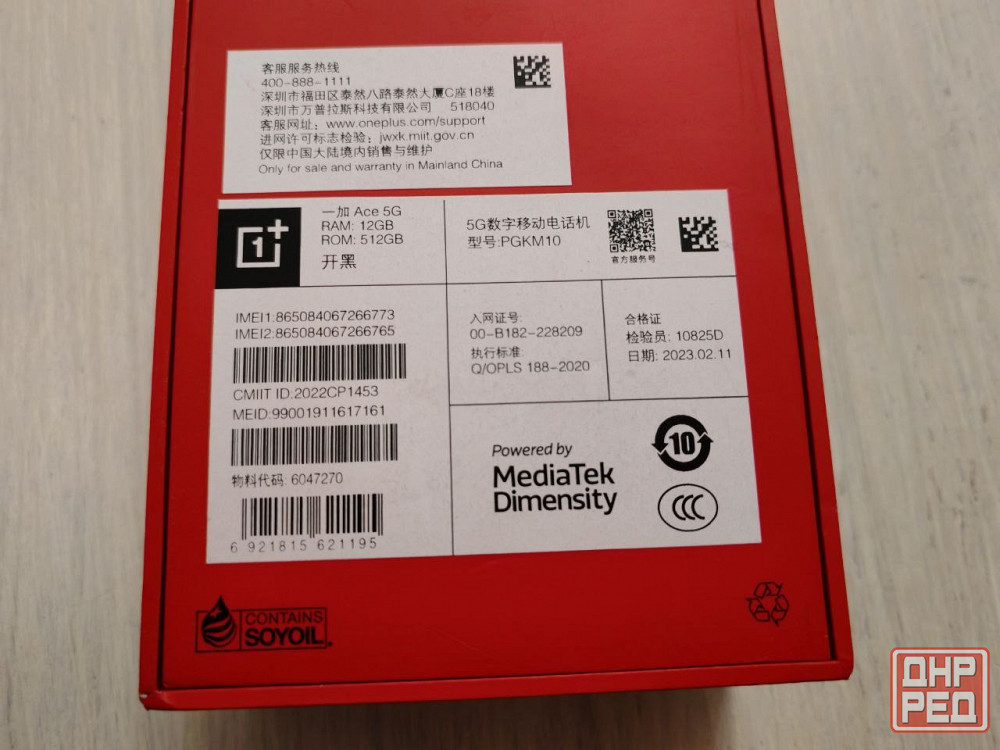 客服服务热线
400-888-1111
深圳市福田区泰然八路泰然大厦C座18楼
深圳市万普拉斯科技有限公司 518040
客服网址：www.oneplus.com/support
进网许可标志检验：jwxk.miit.gov.cn
仅限中国大陆境内销售与维护
Only for sale and warranty in Mainland China
1+
一加 Ace 5G
RAM: 12GB
ROM: 512GB
开黑
5G数字移动电话机
型号:PGKM10
官方服务号
IMEI1:865084067266773
IMEI2:865084067266765
CMIIT ID:2022CP1453
MEID:99001911617161
物料代码: 6047270
6 921815 621195
入网证号:
00-B182-228209
执行标准:
Q/OPLS 188-2020
合格证
检验员: 10825D
日期: 2023.02.11
Powered by
MediaTek
Dimensity
10
CCC
CONTAINS
SOYOIL
ДНР
РЕД